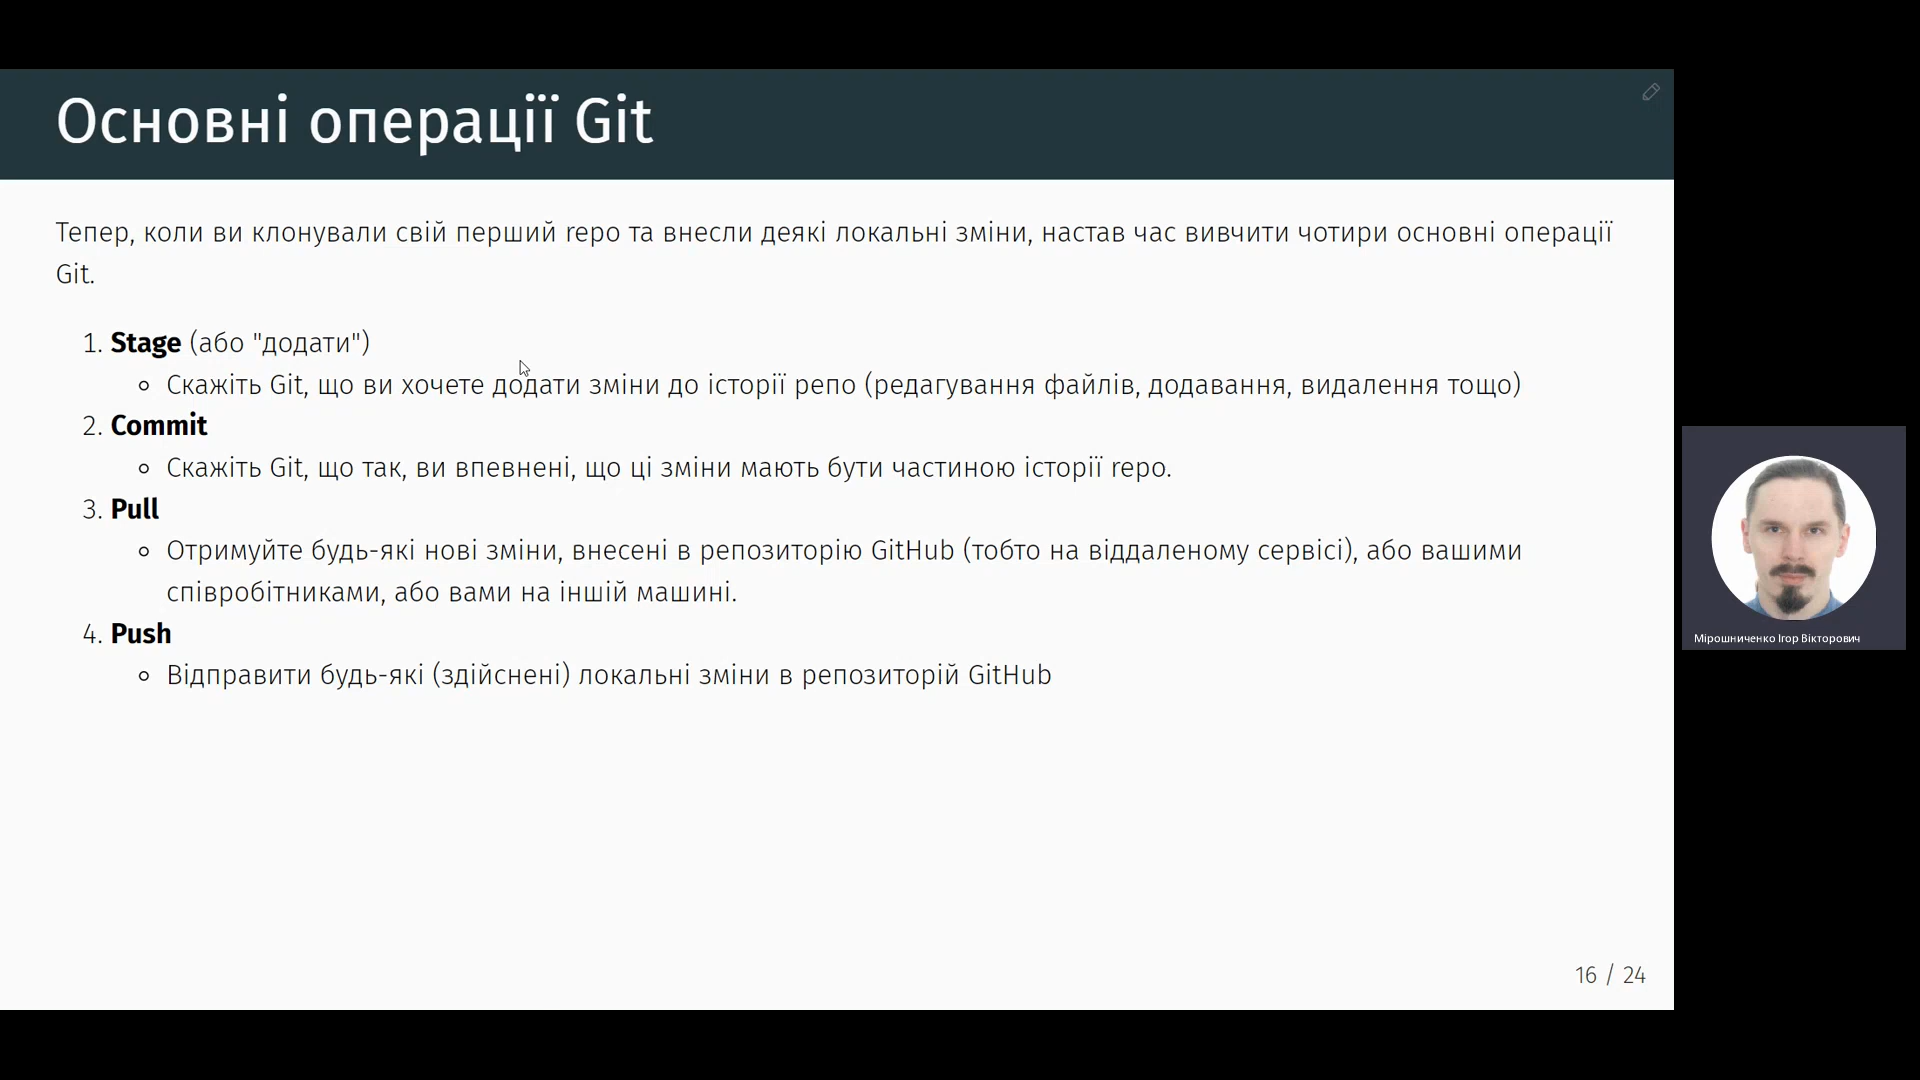 Основні операції Git
Тепер, коли ви клонували свій перший repo та внесли деякі локальні зміни, настав час вивчити чотири основні операції
Git.
1. Stage (або "додати")
Скажіть Git, що ви хочете додати зміни до історії репо (редагування файлів, додавання, видалення тощо)
2. Commit
Скажіть Git, що так, ви впевнені, що ці зміни мають бути частиною історії repo.
3. Pull
Отримуйте будь-які нові зміни, внесені в репозиторію GitHub (тобто на віддаленому сервісі), або вашими
співробітниками, або вами на іншій машині.
4. Push
Відправити будь-які (здійснені) локальні зміни в репозиторій GitHub
Мірошниченко Ігор Вікторович
16 / 24